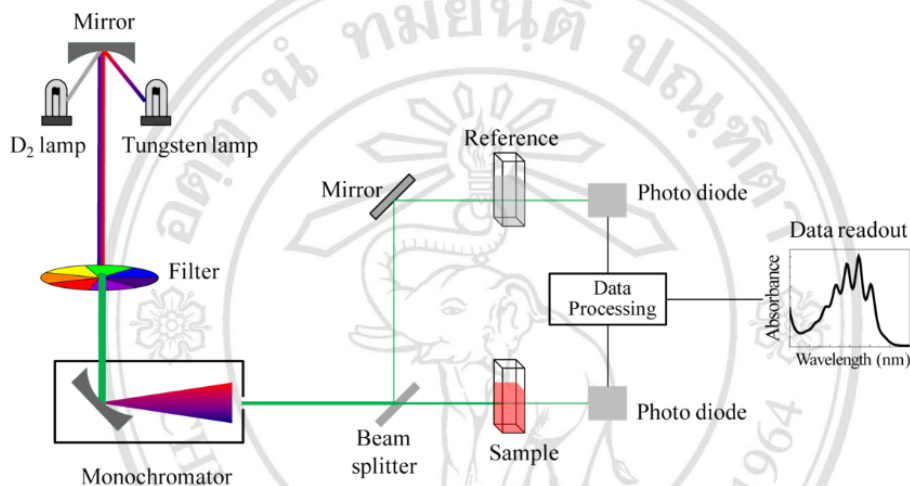 Mirror
D₂ lamp
Tungsten lamp
Filter
Monochromator
Mirror
Reference
Photo diode
Data
Processing
Beam
splitter
Sample
Photo diode
Data readout
Absorbance
Wavelength (nm)
1964